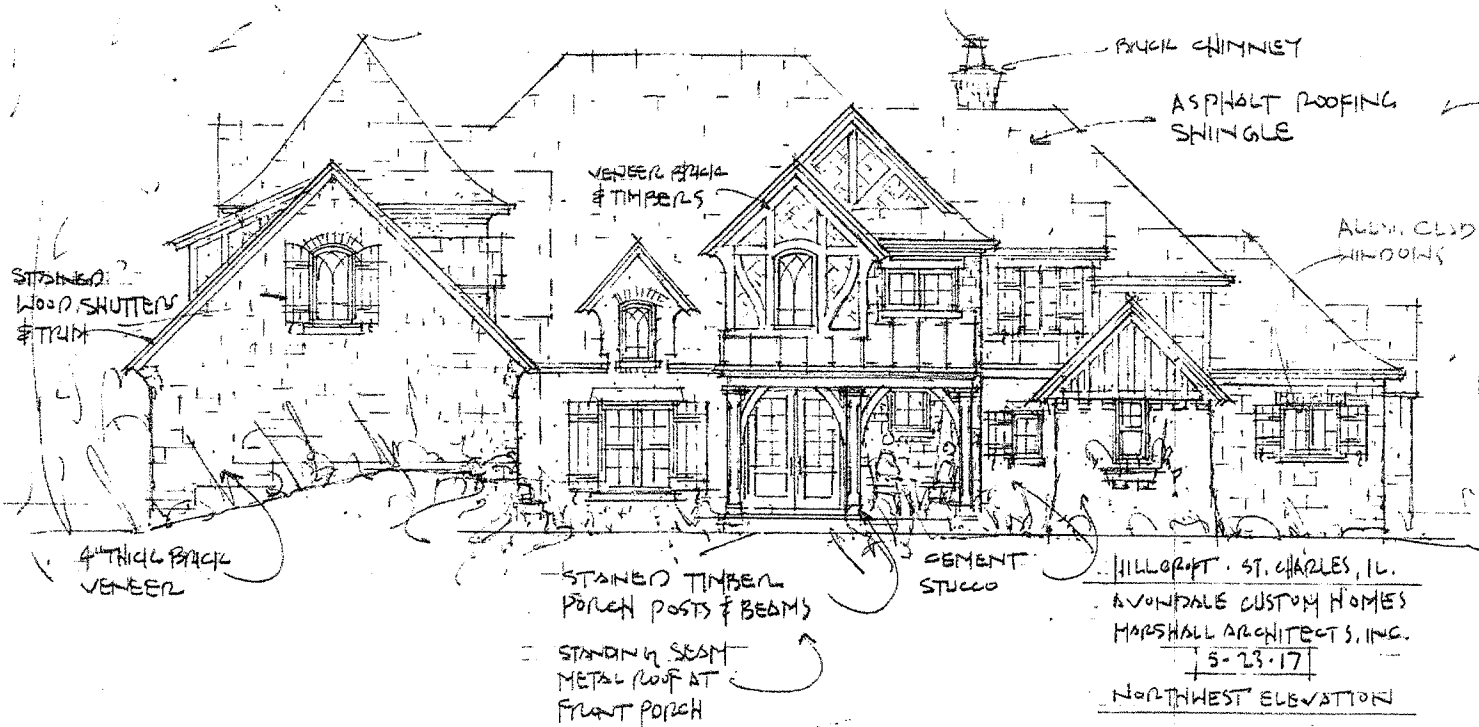 BRICK CHIMNEY
ASPHALT ROOFING
SHINGLE
VENEER BRICK
& TIMBERS
ALUM. CLAD
WINDOWS
STAINED
WOOD SHUTTERS
& TRIM
4" THICK BRICK
VENEER
STAINED TIMBER
PORCH POSTS & BEAMS
STANDING SEAM
METAL ROOF AT
FRONT PORCH
CEMENT
STUCCO
HILLCROFT · ST. CHARLES, IL.
AVONDALE CUSTOM HOMES
MARSHALL ARCHITECTS, INC.
5-23-17
NORTHWEST ELEVATION